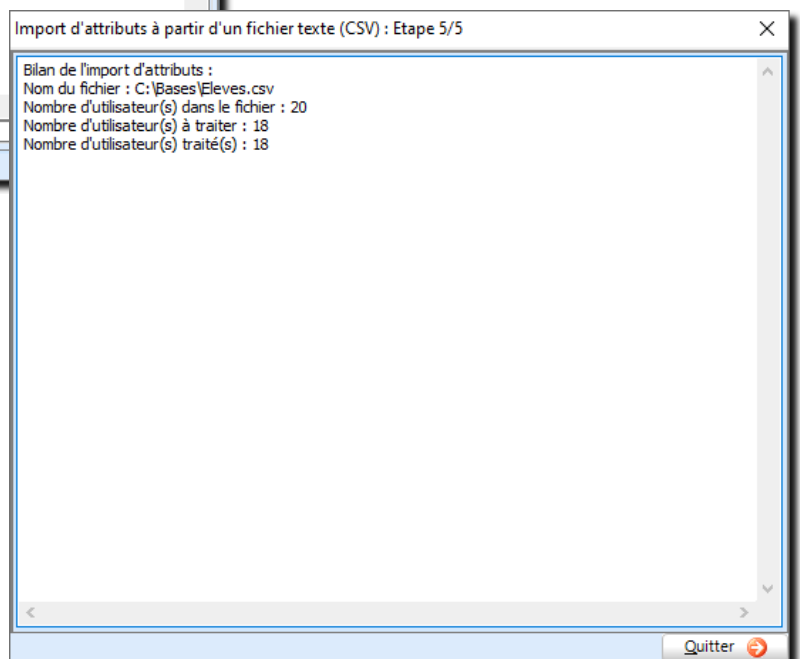 Import d'attributs à partir d'un fichier texte (CSV) : Etape 5/5
Bilan de l'import d'attributs :
Nom du fichier : C:\Bases\Eleves.csv
Nombre d'utilisateur(s) dans le fichier : 20
Nombre d'utilisateur(s) à traiter : 18
Nombre d'utilisateur(s) traité(s) : 18
Quitter